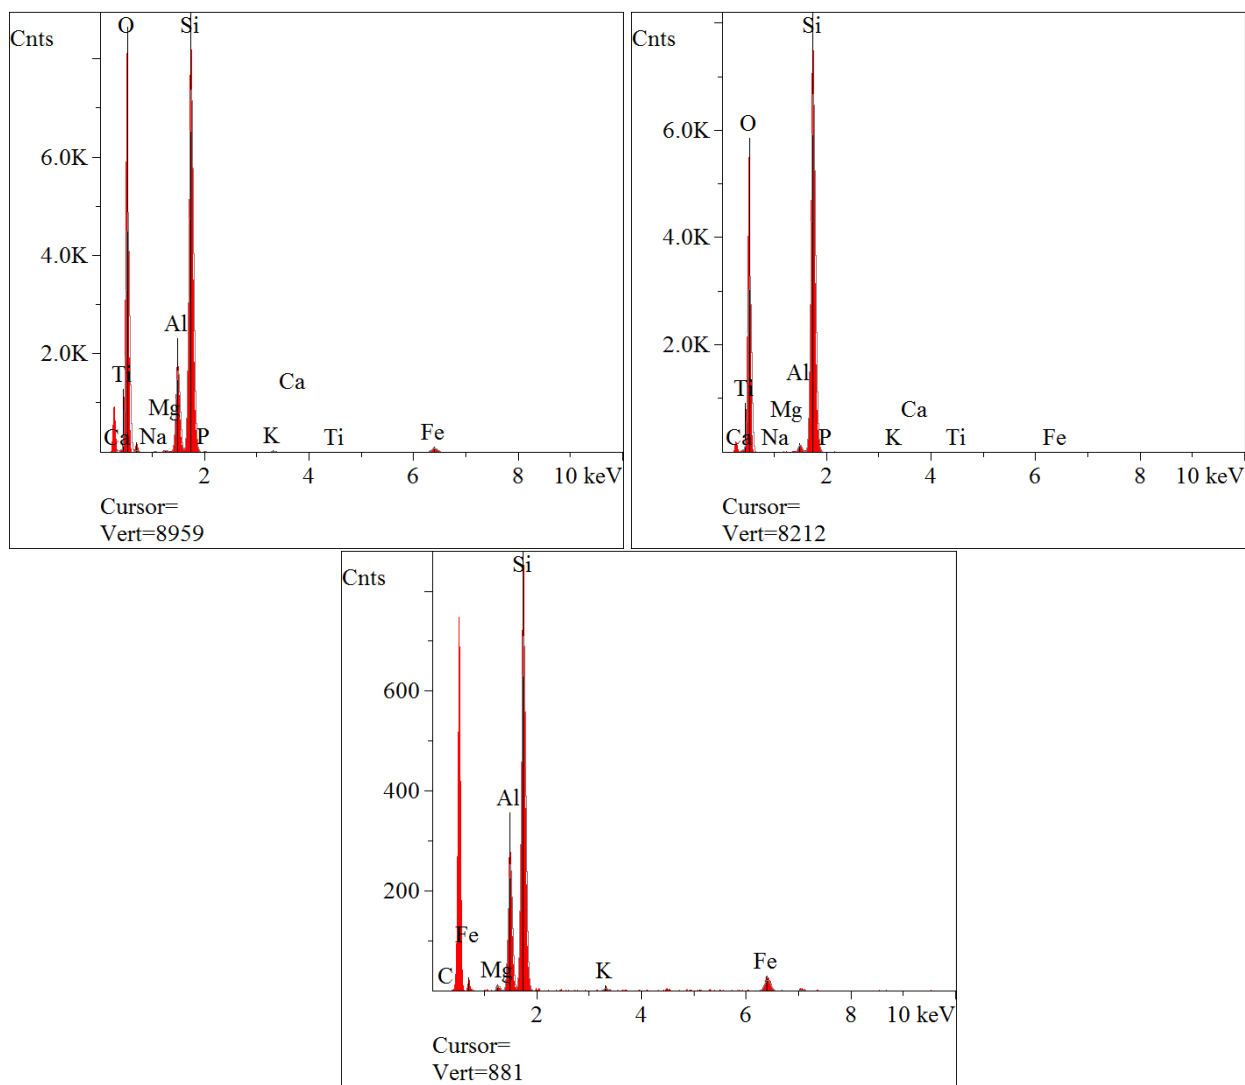 Cnts
O
Si
6.0K
4.0K
2.0K
Al
Ti
Ca
Mg
Ca
Na
P
K
Ti
Fe
2 4 6 8 10 keV
Cursor=
Vert=8959
Cnts
Si
6.0K
O
4.0K
2.0K
Al
Ti
Mg
Ca
Ca
Na
P
K
Ti
Fe
2 4 6 8 10 keV
Cursor=
Vert=8212
Cnts
Si
600
400
Al
200
Fe
C
Mg
K
Fe
2 4 6 8 10 keV
Cursor=
Vert=881